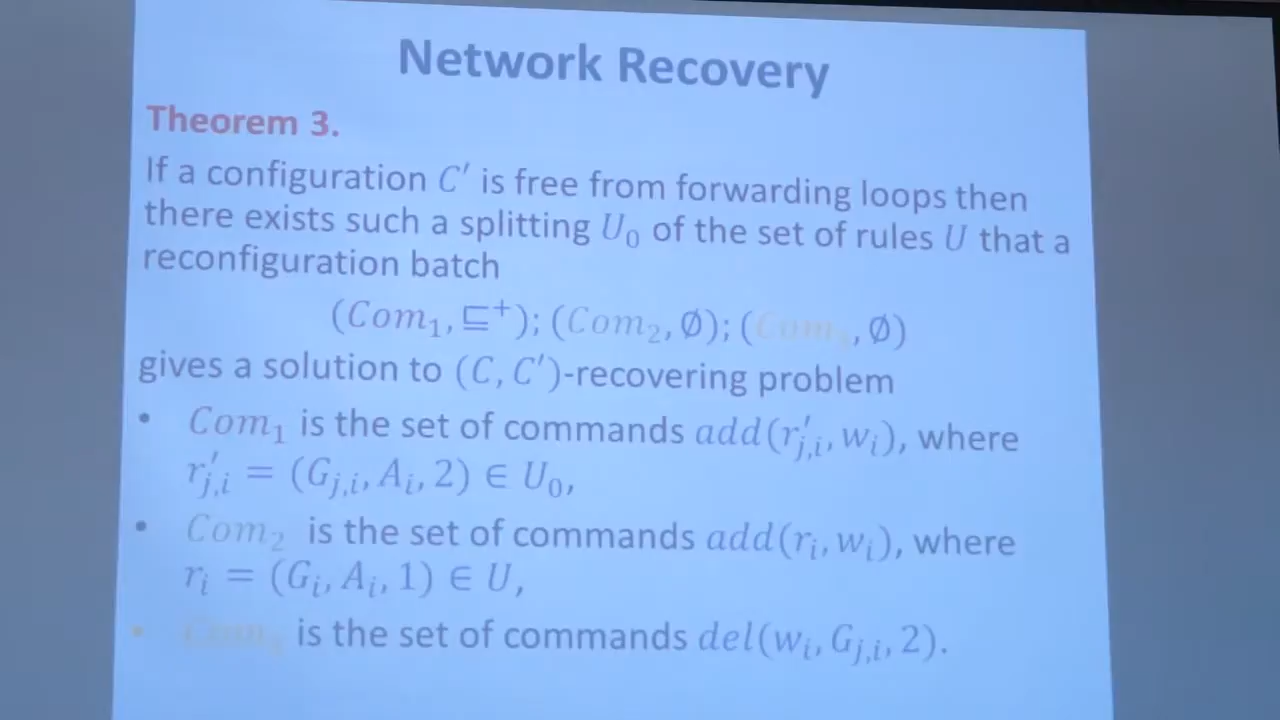 Network Recovery
Theorem 3.
If a configuration C′ is free from forwarding loops then
there exists such a splitting U₀ of the set of rules U that a
reconfiguration batch
(Com₁, ⊑⁺); (Com₂, ∅); (Com , ∅)
gives a solution to (C, C′)-recovering problem
• Com₁ is the set of commands add(r′ⱼ,ᵢ, wᵢ), where
r′ⱼ,ᵢ = (Gⱼ,ᵢ, Aᵢ, 2) ∈ U₀,
• Com₂ is the set of commands add(rᵢ, wᵢ), where
rᵢ = (Gᵢ, Aᵢ, 1) ∈ U,
• Com is the set of commands del(wᵢ, Gⱼ,ᵢ, 2).